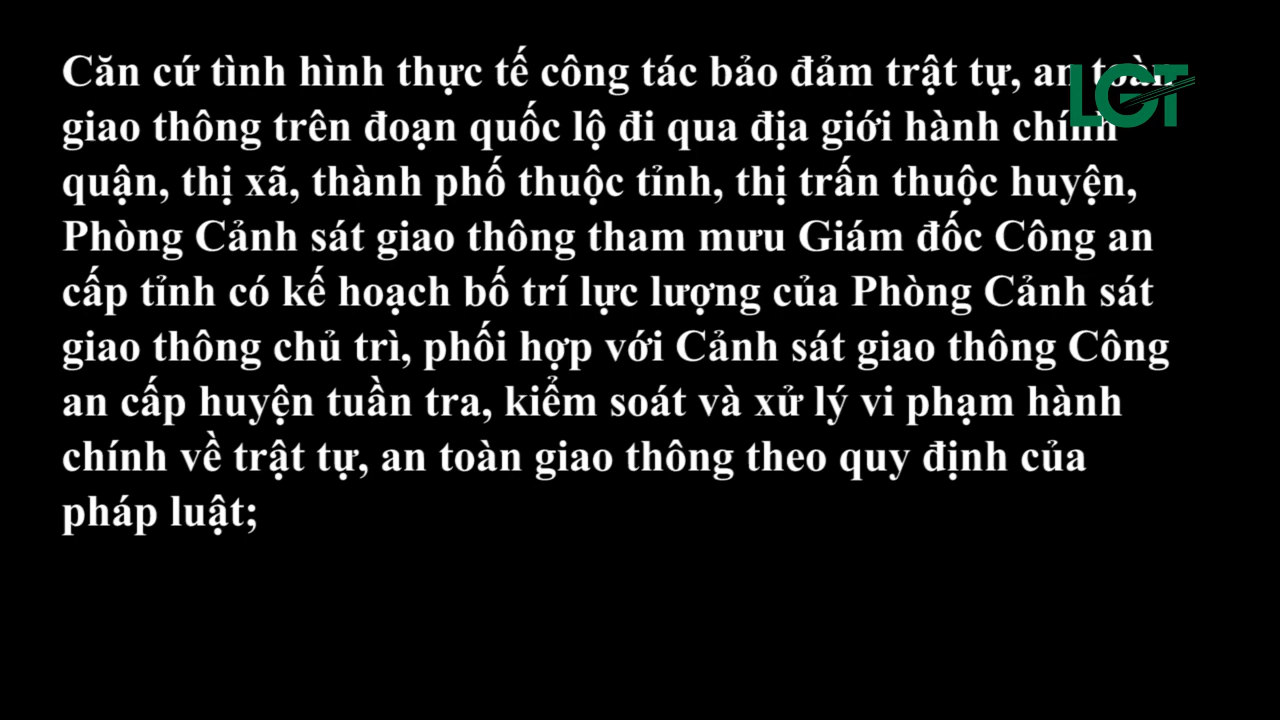 Căn cứ tình hình thực tế công tác bảo đảm trật tự, an toàn
giao thông trên đoạn quốc lộ đi qua địa giới hành chính
quận, thị xã, thành phố thuộc tỉnh, thị trấn thuộc huyện,
Phòng Cảnh sát giao thông tham mưu Giám đốc Công an
cấp tỉnh có kế hoạch bố trí lực lượng của Phòng Cảnh sát
giao thông chủ trì, phối hợp với Cảnh sát giao thông Công
an cấp huyện tuần tra, kiểm soát và xử lý vi phạm hành
chính về trật tự, an toàn giao thông theo quy định của
pháp luật;
LGT